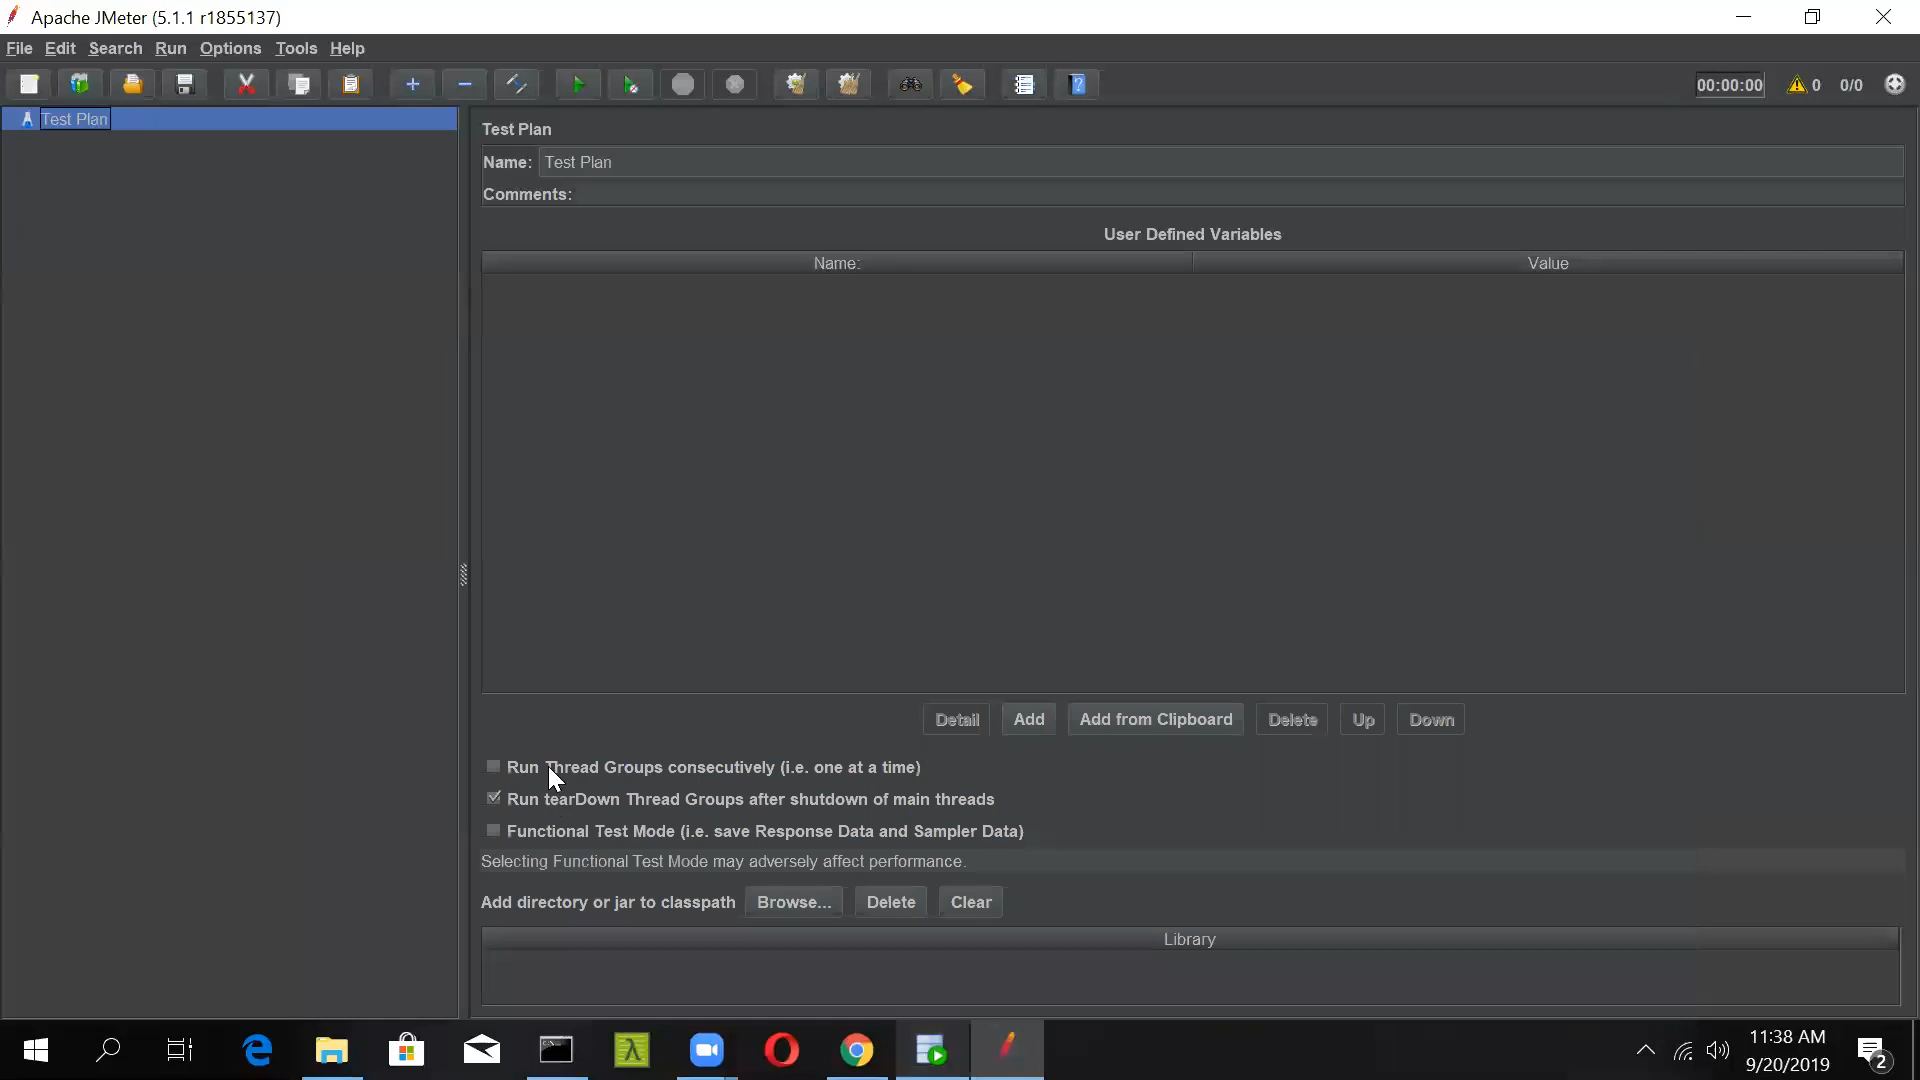 Apache JMeter (5.1.1 r1855137)
File Edit Search Run Options Tools Help
00:00:00 0 0/0
Test Plan
Test Plan
Name: Test Plan
Comments:
User Defined Variables
Name: Value
Detail Add Add from Clipboard Delete Up Down
Run Thread Groups consecutively (i.e. one at a time)
Run tearDown Thread Groups after shutdown of main threads
Functional Test Mode (i.e. save Response Data and Sampler Data)
Selecting Functional Test Mode may adversely affect performance.
Add directory or jar to classpath Browse... Delete Clear
Library
11:38 AM
9/20/2019
2